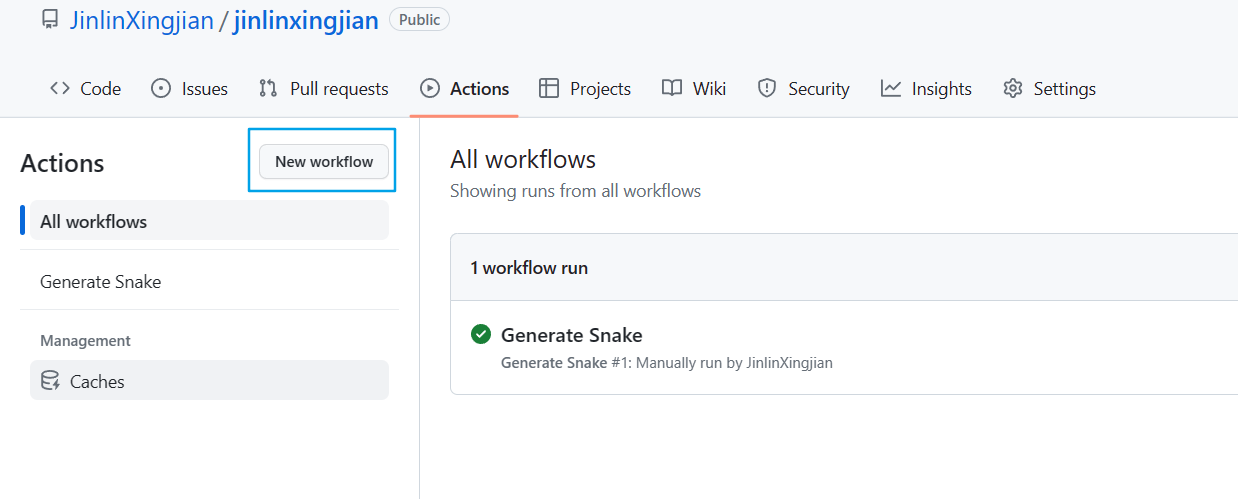 JinlinXingjian / jinlinxingjian Public
Code Issues Pull requests Actions Projects Wiki Security Insights Settings
Actions
New workflow
All workflows
Generate Snake
Management
Caches
All workflows
Showing runs from all workflows
1 workflow run
Generate Snake
Generate Snake #1: Manually run by JinlinXingjian